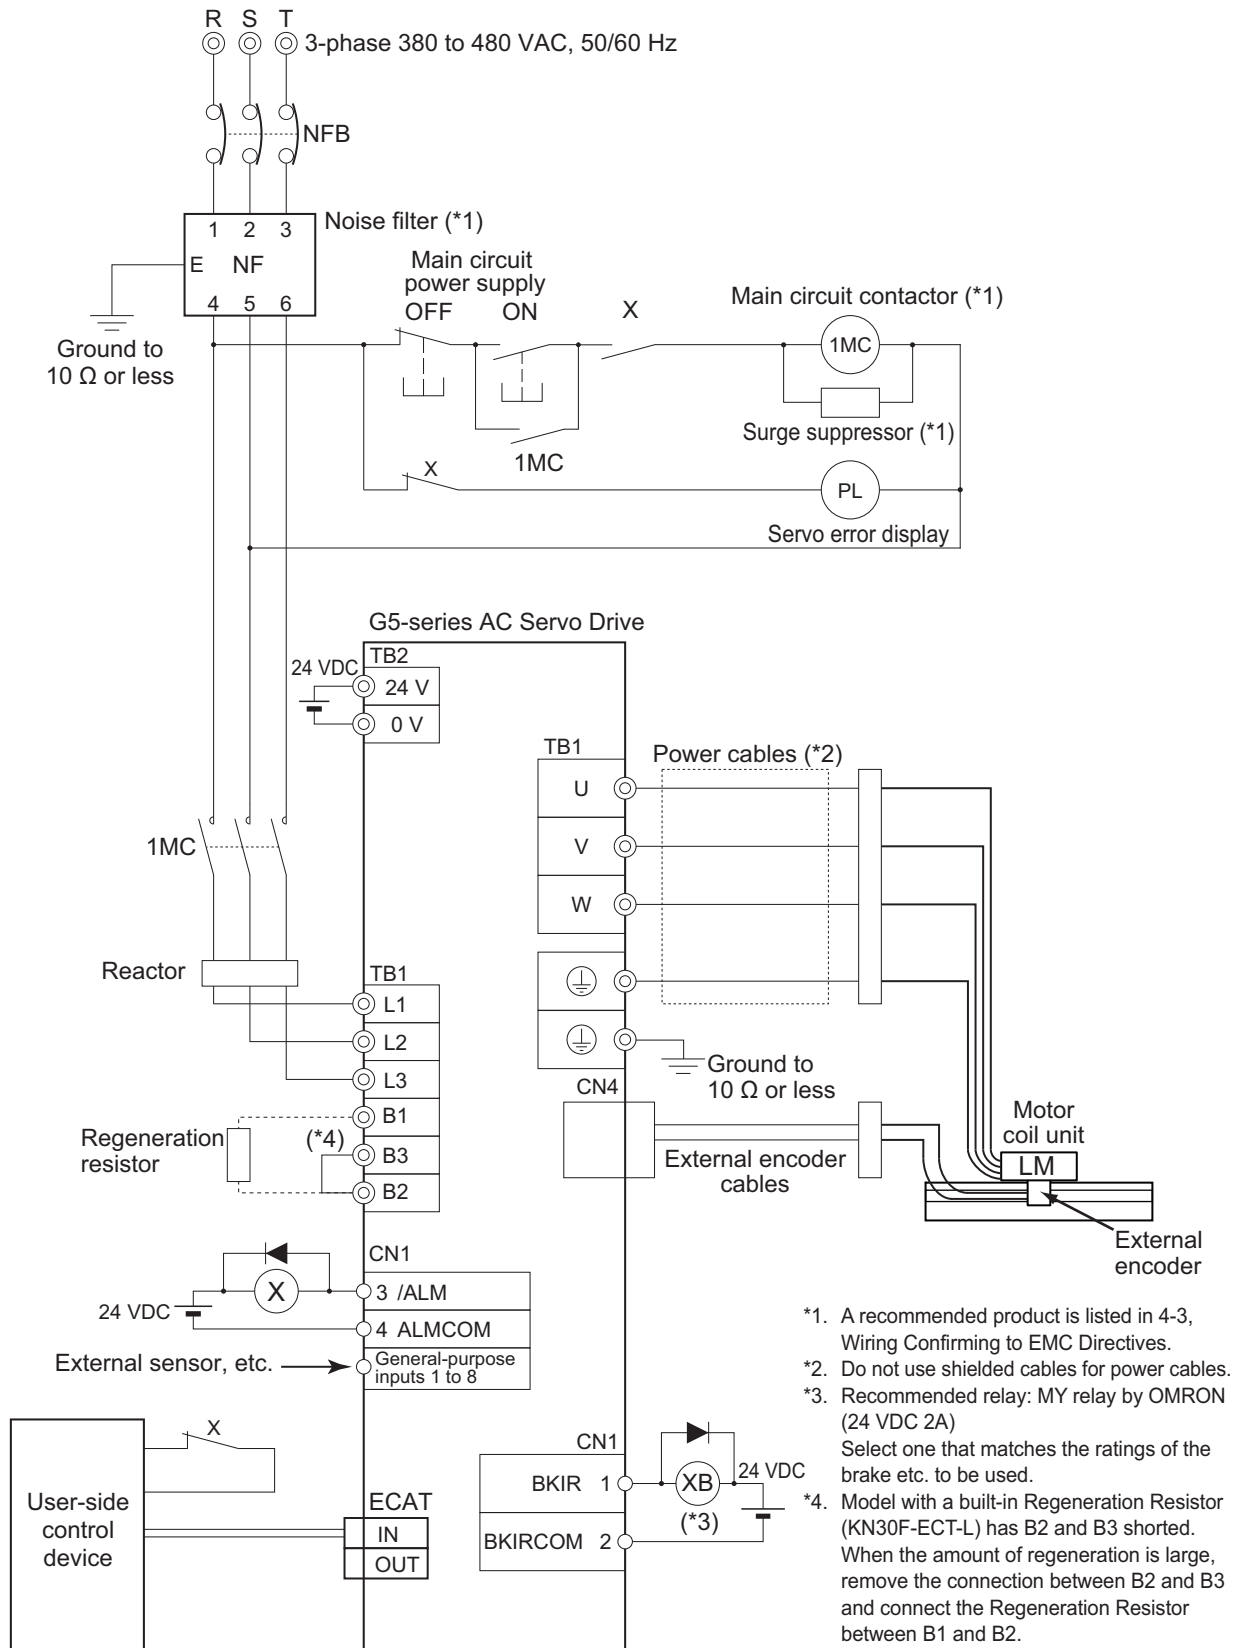 R S T
3-phase 380 to 480 VAC, 50/60 Hz
NFB
1 2 3
Noise filter (*1)
E NF
4 5 6
Ground to
10 Ω or less
Main circuit
power supply
OFF ON X
Main circuit contactor (*1)
1MC
Surge suppressor (*1)
1MC
X
PL
Servo error display
G5-series AC Servo Drive
TB2
24 VDC
24 V
0 V
TB1
Power cables (*2)
U
V
W
1MC
Reactor
TB1
L1
L2
L3
B1
B3
B2
Regeneration
resistor
(*4)
Ground to
10 Ω or less
CN4
External encoder
cables
Motor
coil unit
LM
External
encoder
CN1
X
24 VDC
3 /ALM
4 ALMCOM
External sensor, etc.
General-purpose
inputs 1 to 8
X
User-side
control
device
ECAT
IN
OUT
CN1
BKIR 1
BKIRCOM 2
XB
(*3)
24 VDC
*1. A recommended product is listed in 4-3,
Wiring Confirming to EMC Directives.
*2. Do not use shielded cables for power cables.
*3. Recommended relay: MY relay by OMRON
(24 VDC 2A)
Select one that matches the ratings of the
brake etc. to be used.
*4. Model with a built-in Regeneration Resistor
(KN30F-ECT-L) has B2 and B3 shorted.
When the amount of regeneration is large,
remove the connection between B2 and B3
and connect the Regeneration Resistor
between B1 and B2.